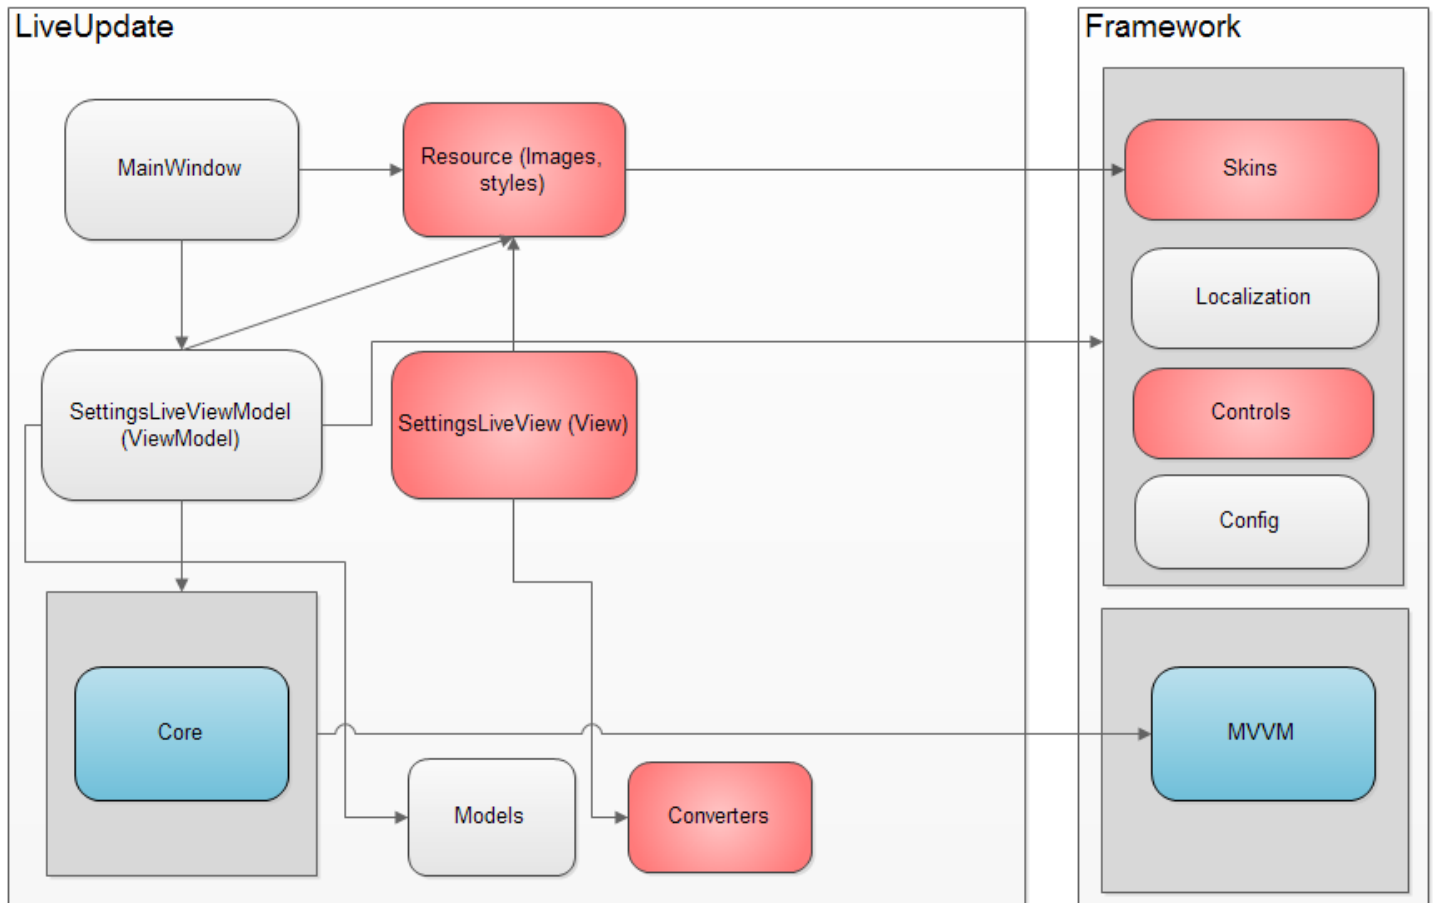 LiveUpdate
Framework
MainWindow
Resource (Images,
styles)
Skins
Localization
SettingsLiveViewModel
(ViewModel)
SettingsLiveView (View)
Controls
Config
Core
MVVM
Models
Converters